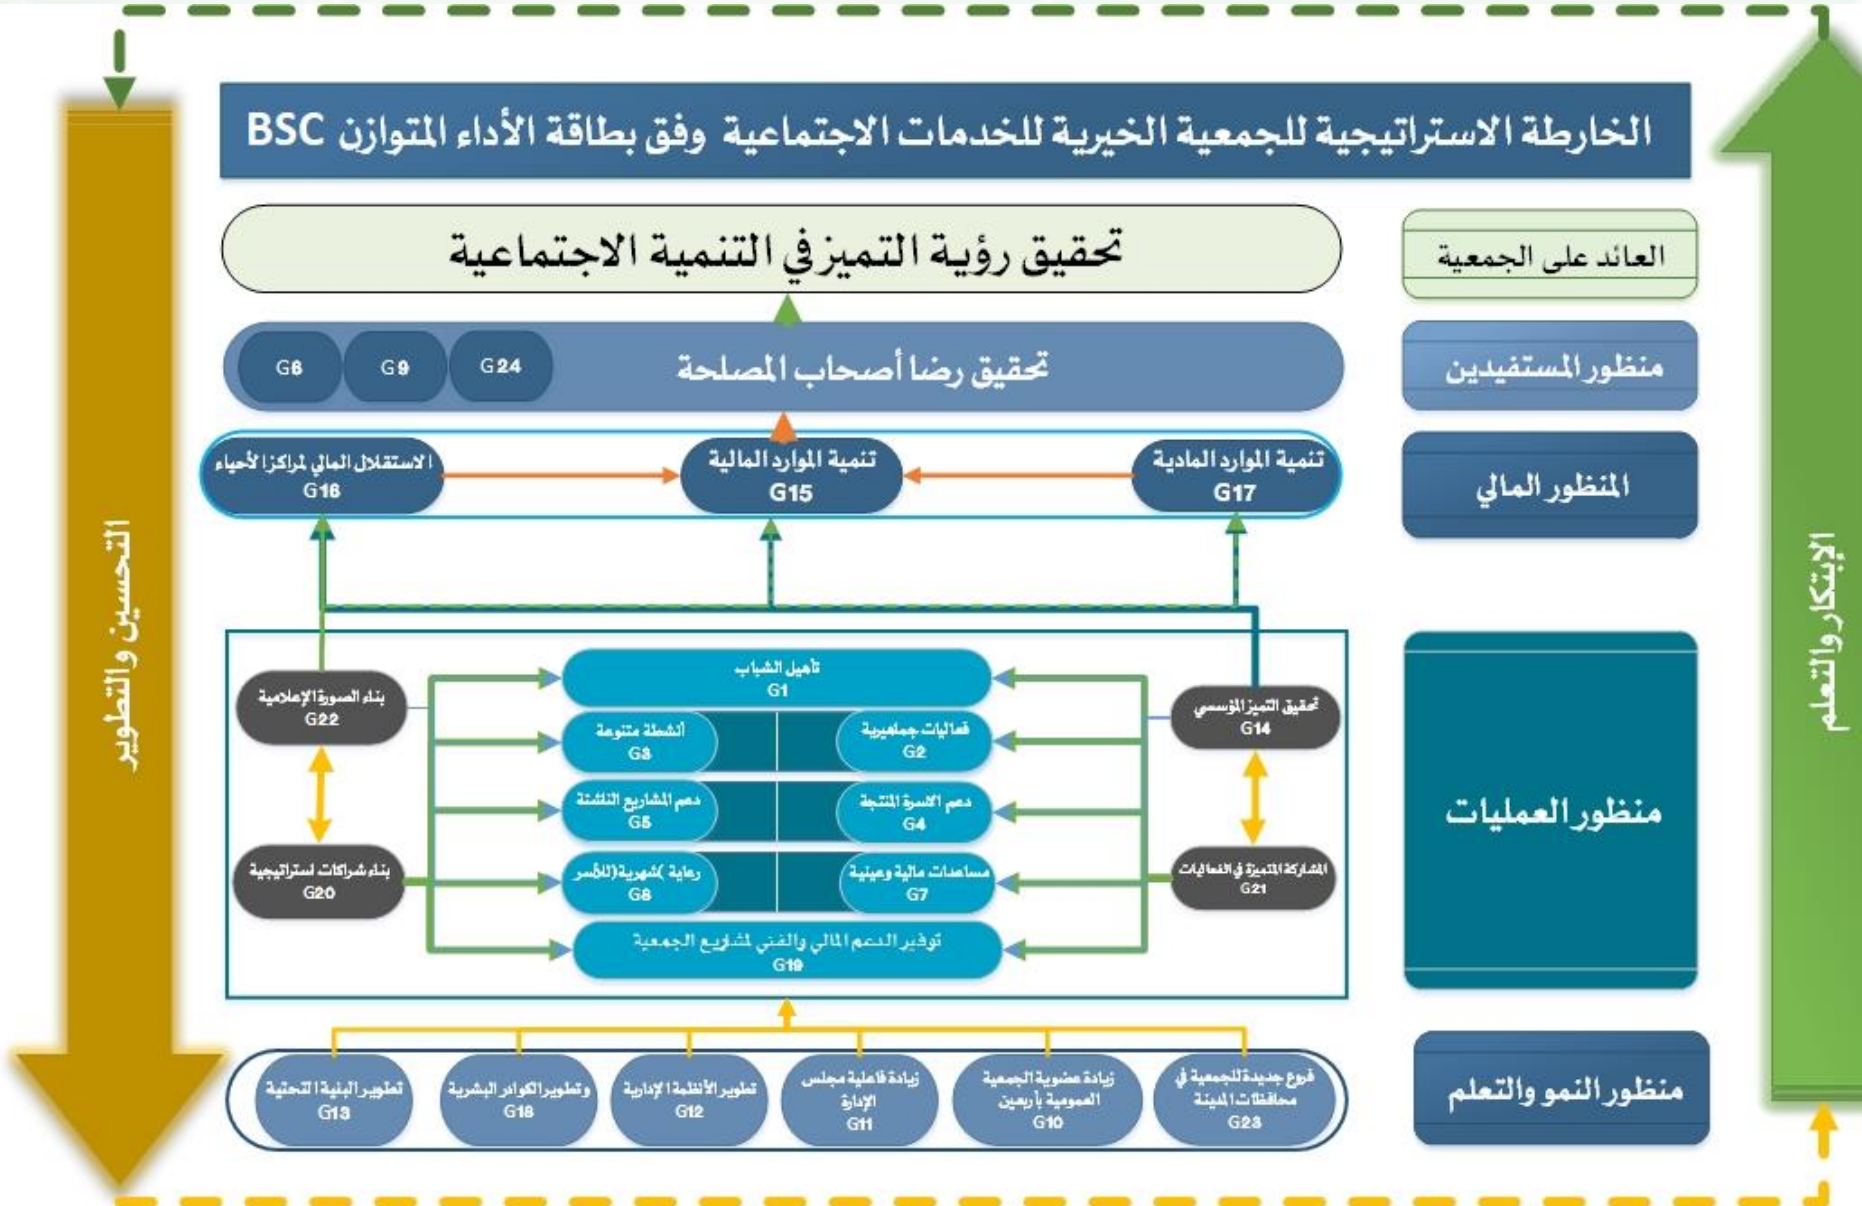 الخارطة الاستراتيجية للجمعية الخيرية للخدمات الاجتماعية وفق بطاقة الأداء المتوازن BSC
العائد على الجمعية
تحقيق رؤية التميز في التنمية الاجتماعية
منظور المستفيدين
تحقيق رضا أصحاب المصلحة
G24
G9
G6
المنظور المالي
تنمية الموارد المادية
G17
تنمية الموارد المالية
G15
الاستقلال المالي لمراكز الأحياء
G16
منظور العمليات
تأهيل الشباب
G1
تحقيق التميز المؤسسي
G14
فعاليات جماهيرية
G2
أنشطة متنوعة
G3
بناء الصورة الإعلامية
G22
دعم الاسرة المنتجة
G4
دعم المشاريع الناشئة
G5
المشاركة المتميزة في الفعاليات
G21
مساعدات مالية وعينية
G7
رعاية )شهرية(للأسر
G8
بناء شراكات استراتيجية
G20
توفير الدعم المالي والفني لمشاريع الجمعية
G19
منظور النمو والتعلم
فروع جديدة للجمعية في
محافظات المدينة
G23
زيادة عضوية الجمعية
العمومية بأربعين
G10
زيادة فاعلية مجلس
الإدارة
G11
تطوير الأنظمة الإدارية
G12
وتطوير الكوادر البشرية
G18
تطوير البنية التحتية
G13
الإبتكار والتعلم
التحسين والتطوير